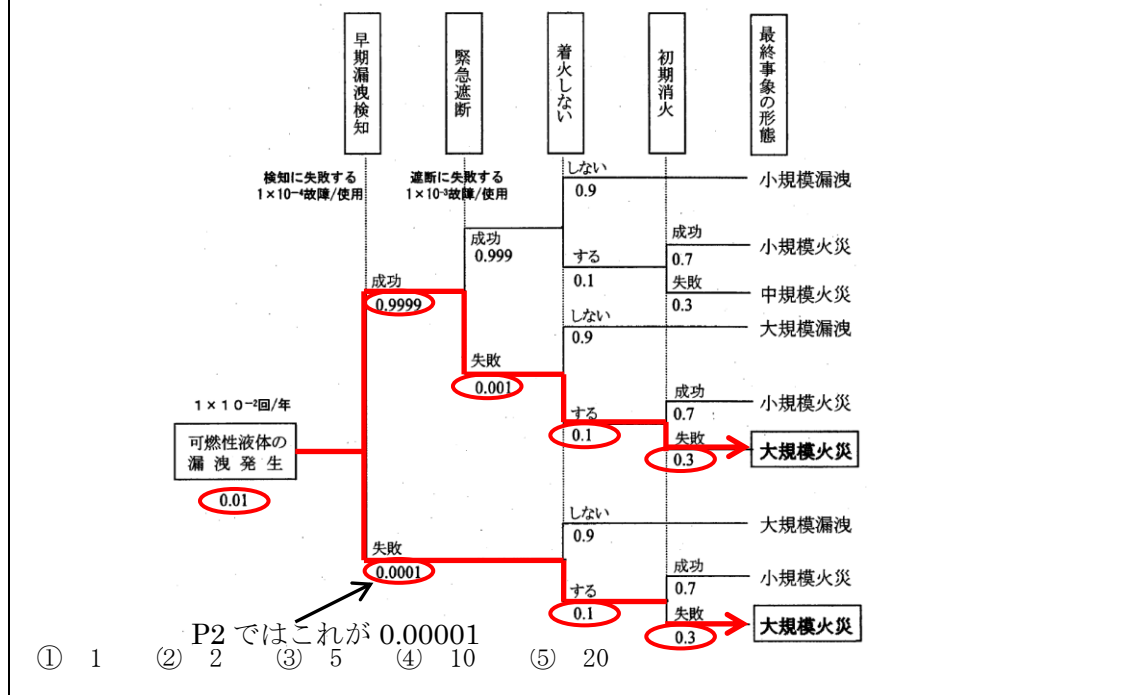 早期漏洩検知
緊急遮断
着火しない
初期消火
最終事象の形態
検知に失敗する
1×10⁻⁴故障/使用
遮断に失敗する
1×10⁻³故障/使用
しない
0.9
小規模漏洩
成功
0.999
成功
0.7
小規模火災
する
0.1
失敗
0.3
中規模火災
成功
0.9999
しない
0.9
大規模漏洩
失敗
0.001
成功
0.7
小規模火災
1×10⁻²回/年
する
0.1
失敗
0.3
大規模火災
可燃性液体の
漏洩発生
0.01
しない
0.9
大規模漏洩
失敗
0.0001
成功
0.7
小規模火災
する
0.1
失敗
0.3
大規模火災
P2 ではこれが 0.00001
① 1 ② 2 ③ 5 ④ 10 ⑤ 20